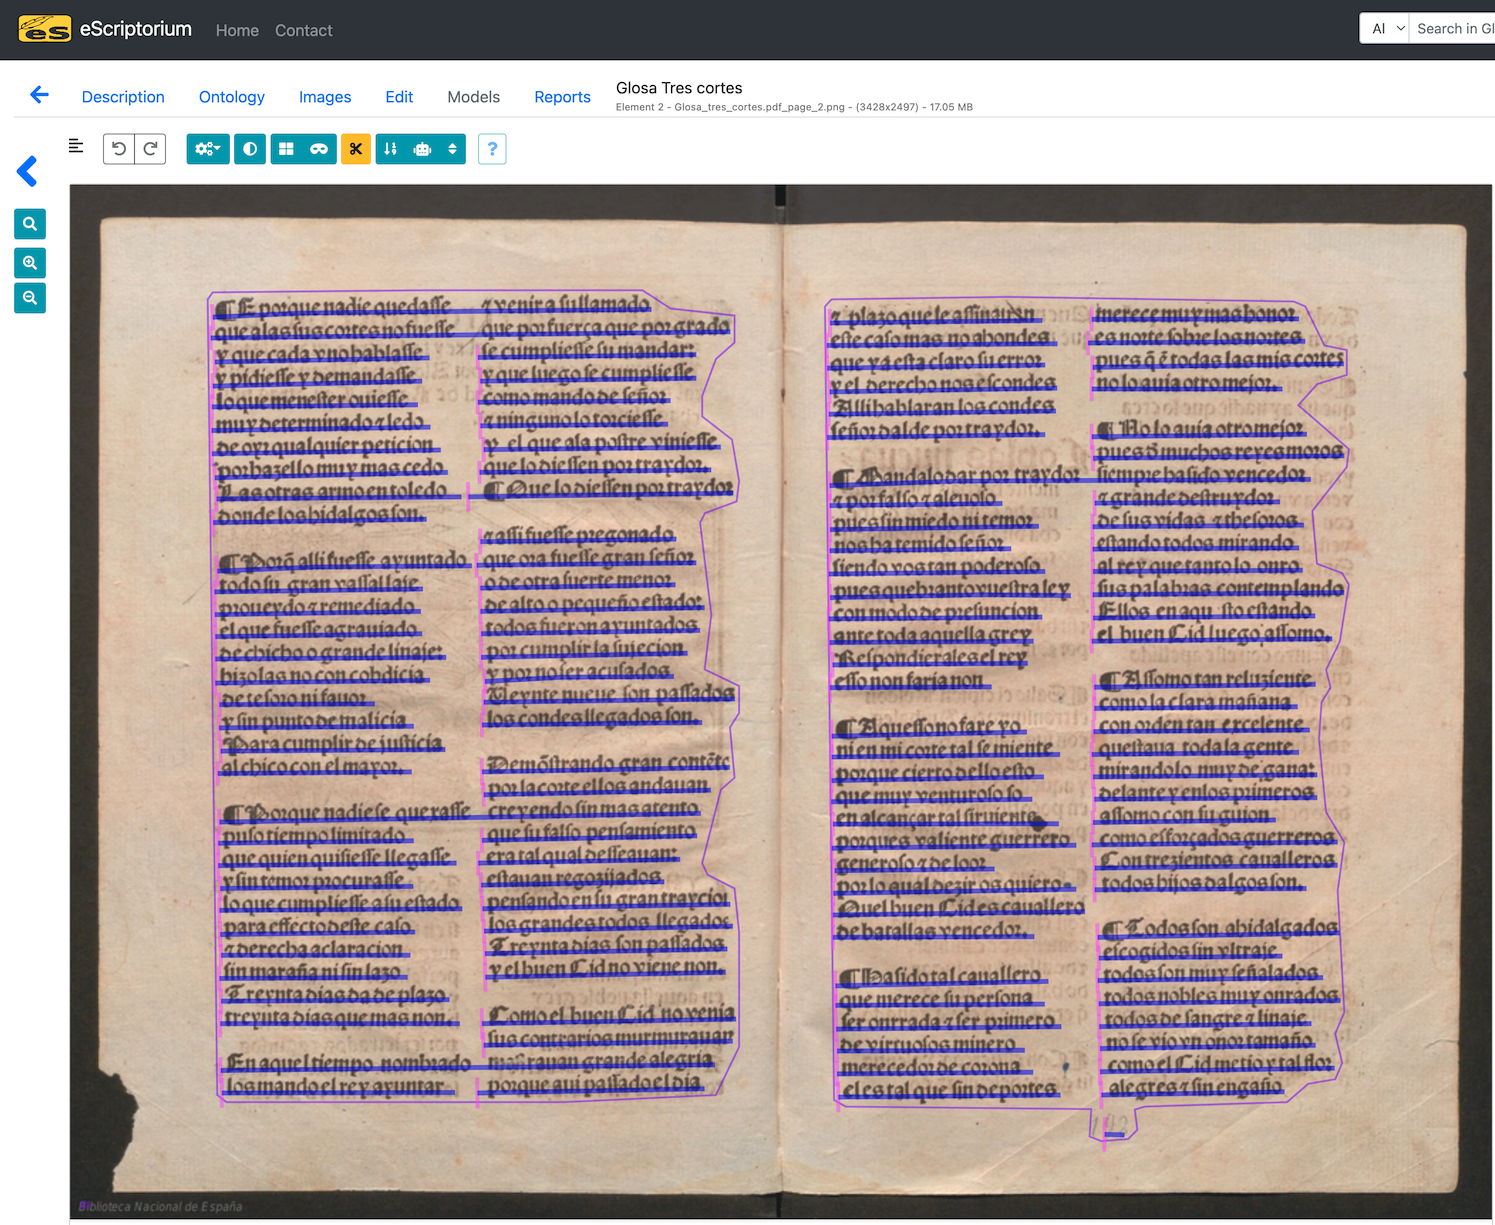 eScriptorium
Home
Contact
Al
Search in Gl
Description
Ontology
Images
Edit
Models
Reports
Glosa Tres cortes
Element 2 - Glosa_tres_cortes.pdf_page_2.png - (3428x2497) - 17.05 MB
?
¶ E porque nadie quedasse
que a las sus cortes no fuesse
y que cada vno hablasse
y pidiesse y demandasse
lo que menester ouiesse
muy determinado ⁊ ledo
de oyr qualquier peticion
por hazello muy mas cedo
Las otras armo en toledo
donde los hidalgos son.
¶ Porq̃ alli fuesse ayuntado
todo su gran vassallaje
proueydo ⁊ remediado
el que fuesse agrauiado
de chicho o grande linaje:
hizolas no con cobdicia
de tesoro ni fauor
y sin punto de malicia
Para cumplir de justicia
al chico con el mayor.
¶ Porque nadie se quexasse
puso tiempo limitado
que quien quisiesse llegasse
y sin temor procurasse
lo que cumpliesse a su estado
para effecto deste caso
⁊ derecha aclaracion
sin maraña ni sin lazo
Treynta dias da de plazo
treynta dias que mas non.
En aquel tiempo nombrado
los mando el rey ayuntar
⁊ venir a su llamado
que por fuerça que por grado
se cumpliesse su mandar:
y que luego se cumpliesse
como mando de señor
⁊ ninguno lo torciesse
y el que a la postre viniesse
que lo diessen por traydor.
¶ Que lo diessen por traydor
⁊ assi fuesse pregonado
que ora fuesse gran señor
o de otra suerte menor
de alto o pequeño estado:
todos fueron ayuntados
por cumplir la sujecion
y por no ser acusados
Veynte nueue son passados
los condes llegados son.
Demõstrando gran contẽto
por la corte ellos andauan
creyendo sin mas atento
que su falso pensamiento
era tal qual desseauan:
estauan regozijados
pensando en su gran traycion
los grandes todos llegados
Treynta dias son passados
y el buen Cid no viene non.
Como el buen Cid no venia
sus contrarios murmurauan
mostrauan grande alegria
porque aui passado el dia
⁊ plazo que le assinauan
este caso mas no ahondes
que ya esta claro su error
y el derecho nos escondes
Alli hablaran los condes
señor dalde por traydor.
¶ Mandalo dar por traydor
⁊ por falso ⁊ aleuolo
pues sin miedo ni temor
nos ha temido señor
siendo vos tan poderoso
pues quebranto vuestra ley
con modo de presuncion
ante toda aquella grey
Respondierales el rey
esso non faria non
¶ Aquesso no fare yo
ni en mi corte tal se miente
porque cierto dello esto
que muy venturoso so
en alcançar tal siruiente
porques valiente guerrero
generoso ⁊ de loor
por lo qual dezir os quiero
Quel buen Cid es cauallero
de batallas vencedor.
¶ Ha sido tal cauallero
que merece su persona
ser onrrada ⁊ ser primero
de virtuosos minero
merecedor de corona
el es tal que sin deportes
merece muy mas honor
es norte sobre los nortes
pues q̃ ẽ todas las mis cortes
no lo auia otro mejor.
¶ No lo auia otro mejor
pues õ muchos reyes moros
siempre ha sido vencedor
⁊ grande destruydor
de sus vidas ⁊ thesoros
estando todos mirando
al rey que tanto lo onro
sus palabras contemplando
Ellos en aqu sto estando
el buen Cid luego assomo.
¶ Assomo tan reluziente
como la clara mañana
con orden tan excelente
questaua toda la gente
mirandolo muy de gana:
delante y en los primeros
assomo con su guion
como esforçados guerreros
Con trezientos caualleros
todos hijos dalgo son.
¶ Todos son ahidalgados
escogidos sin vltraje
todos son muy señalados
todos nobles muy onrados
todos de sangre ⁊ linaje
no se vio yn onor tamaño
como el Cid metio y tal flor
alegres ⁊ sin engaño
Biblioteca Nacional de España